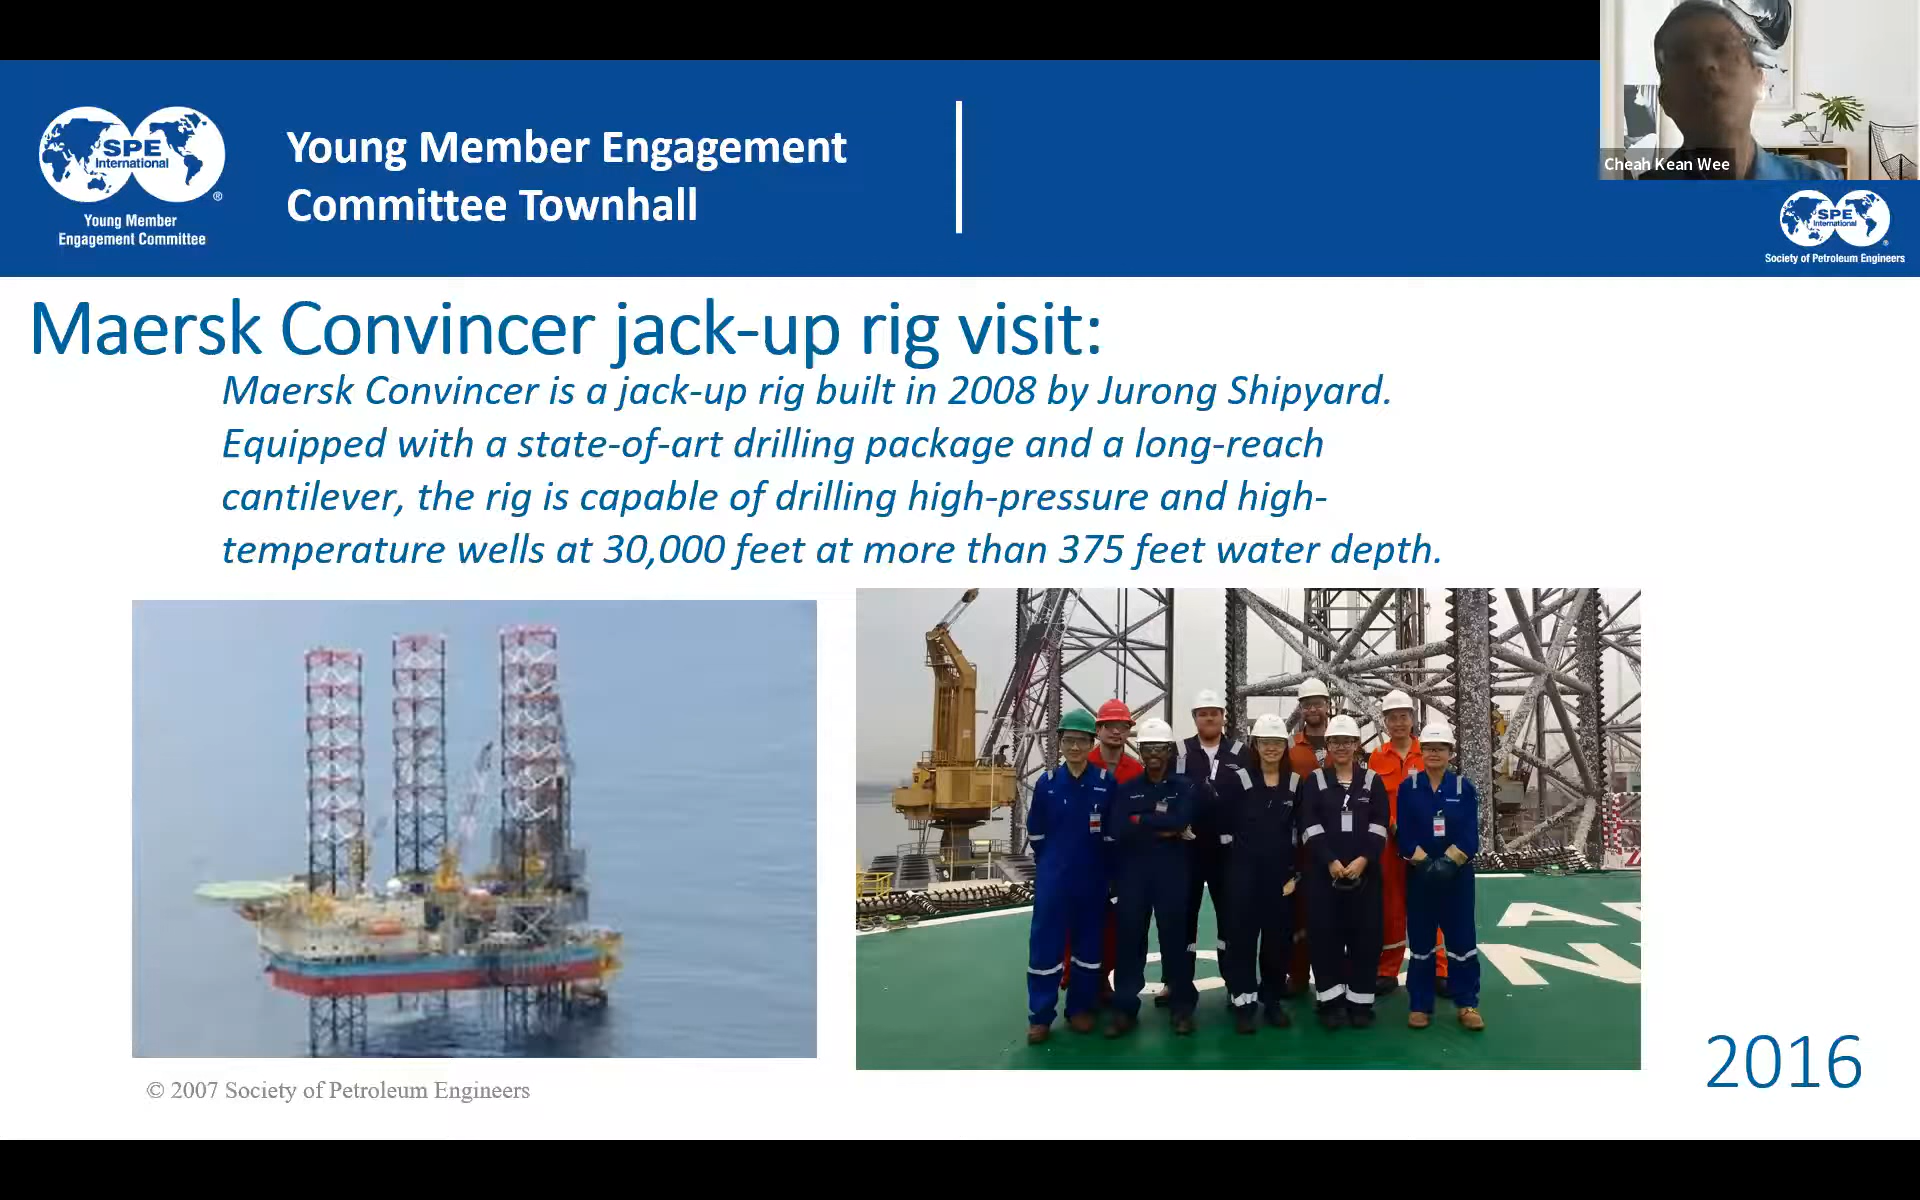 Cheah Kean Wee
SPE
International
®
Young Member
Engagement Committee
Young Member Engagement
Committee Townhall
SPE
International
®
Society of Petroleum Engineers
Maersk Convincer jack-up rig visit:
Maersk Convincer is a jack-up rig built in 2008 by Jurong Shipyard.
Equipped with a state-of-art drilling package and a long-reach
cantilever, the rig is capable of drilling high-pressure and high-
temperature wells at 30,000 feet at more than 375 feet water depth.
2016
© 2007 Society of Petroleum Engineers